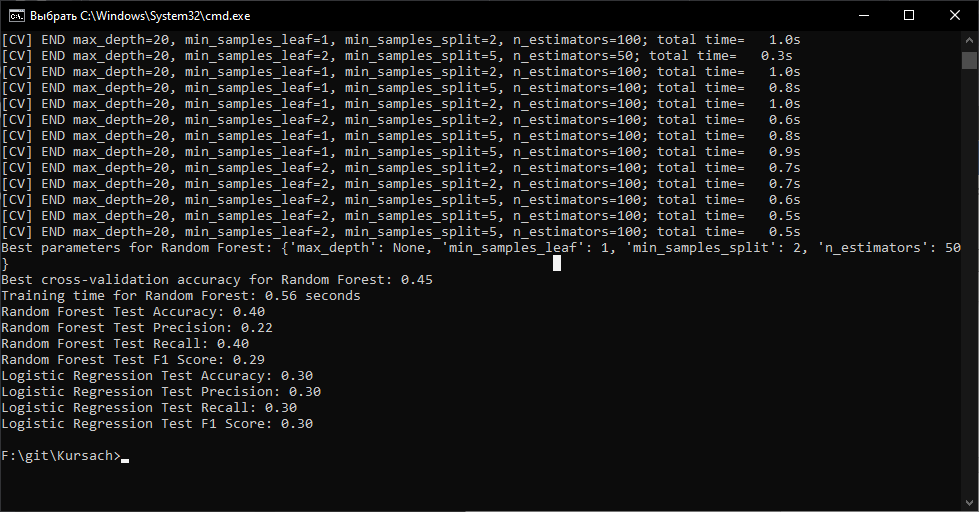 Выбрать C:\Windows\System32\cmd.exe
[CV] END max_depth=20, min_samples_leaf=1, min_samples_split=2, n_estimators=100; total time=   1.0s
[CV] END max_depth=20, min_samples_leaf=2, min_samples_split=5, n_estimators=50; total time=   0.3s
[CV] END max_depth=20, min_samples_leaf=1, min_samples_split=2, n_estimators=100; total time=   1.0s
[CV] END max_depth=20, min_samples_leaf=1, min_samples_split=5, n_estimators=100; total time=   0.8s
[CV] END max_depth=20, min_samples_leaf=1, min_samples_split=2, n_estimators=100; total time=   1.0s
[CV] END max_depth=20, min_samples_leaf=2, min_samples_split=2, n_estimators=100; total time=   0.6s
[CV] END max_depth=20, min_samples_leaf=1, min_samples_split=5, n_estimators=100; total time=   0.8s
[CV] END max_depth=20, min_samples_leaf=1, min_samples_split=5, n_estimators=100; total time=   0.9s
[CV] END max_depth=20, min_samples_leaf=2, min_samples_split=2, n_estimators=100; total time=   0.7s
[CV] END max_depth=20, min_samples_leaf=2, min_samples_split=2, n_estimators=100; total time=   0.7s
[CV] END max_depth=20, min_samples_leaf=2, min_samples_split=5, n_estimators=100; total time=   0.6s
[CV] END max_depth=20, min_samples_leaf=2, min_samples_split=5, n_estimators=100; total time=   0.5s
[CV] END max_depth=20, min_samples_leaf=2, min_samples_split=5, n_estimators=100; total time=   0.5s
Best parameters for Random Forest: {'max_depth': None, 'min_samples_leaf': 1, 'min_samples_split': 2, 'n_estimators': 50
}
Best cross-validation accuracy for Random Forest: 0.45
Training time for Random Forest: 0.56 seconds
Random Forest Test Accuracy: 0.40
Random Forest Test Precision: 0.22
Random Forest Test Recall: 0.40
Random Forest Test F1 Score: 0.29
Logistic Regression Test Accuracy: 0.30
Logistic Regression Test Precision: 0.30
Logistic Regression Test Recall: 0.30
Logistic Regression Test F1 Score: 0.30
F:\git\Kursach>